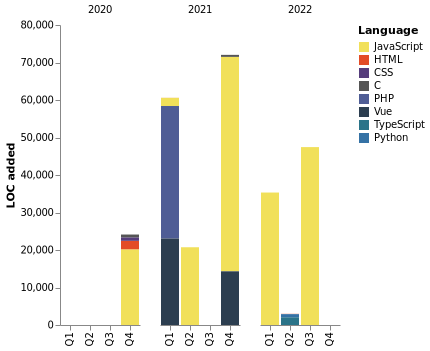 2020 2021 2022
LOC added
80,000
70,000
60,000
50,000
40,000
30,000
20,000
10,000
0
Q1 Q2 Q3 Q4 Q1 Q2 Q3 Q4 Q1 Q2 Q3 Q4
Language
JavaScript
HTML
CSS
C
PHP
Vue
TypeScript
Python